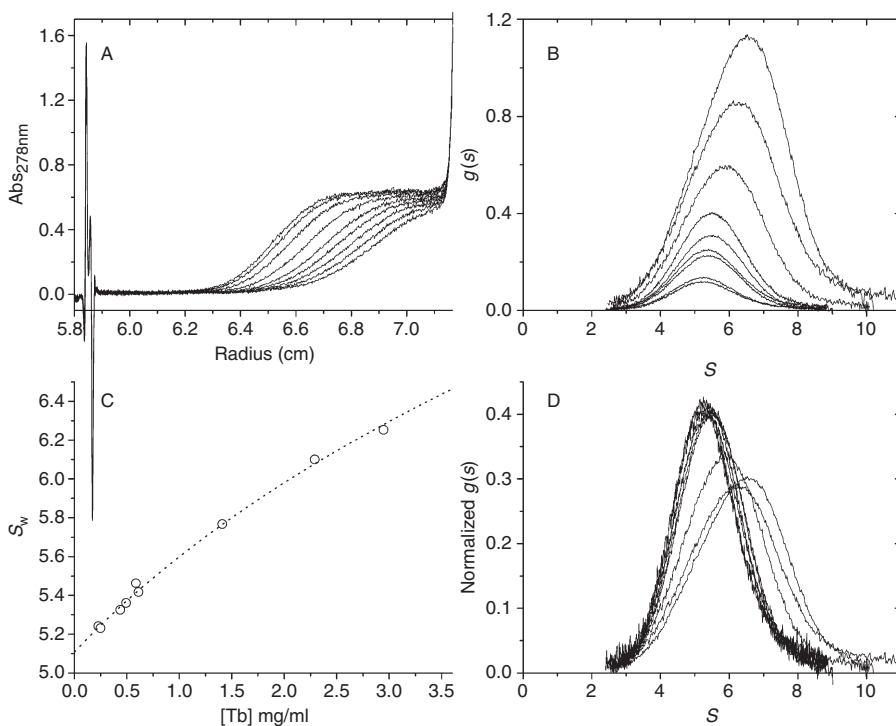 A
Abs278nm
1.6
1.2
0.8
0.4
0.0
5.8 6.0 6.2 6.4 6.6 6.8 7.0
Radius (cm)
B
g(s)
1.2
0.8
0.4
0.0
0 2 4 6 8 10
S
C
Sw
6.4
6.2
6.0
5.8
5.6
5.4
5.2
5.0
0.0 0.5 1.0 1.5 2.0 2.5 3.0 3.5
[Tb] mg/ml
D
Normalized g(s)
0.4
0.3
0.2
0.1
0.0
0 2 4 6 8 10
S